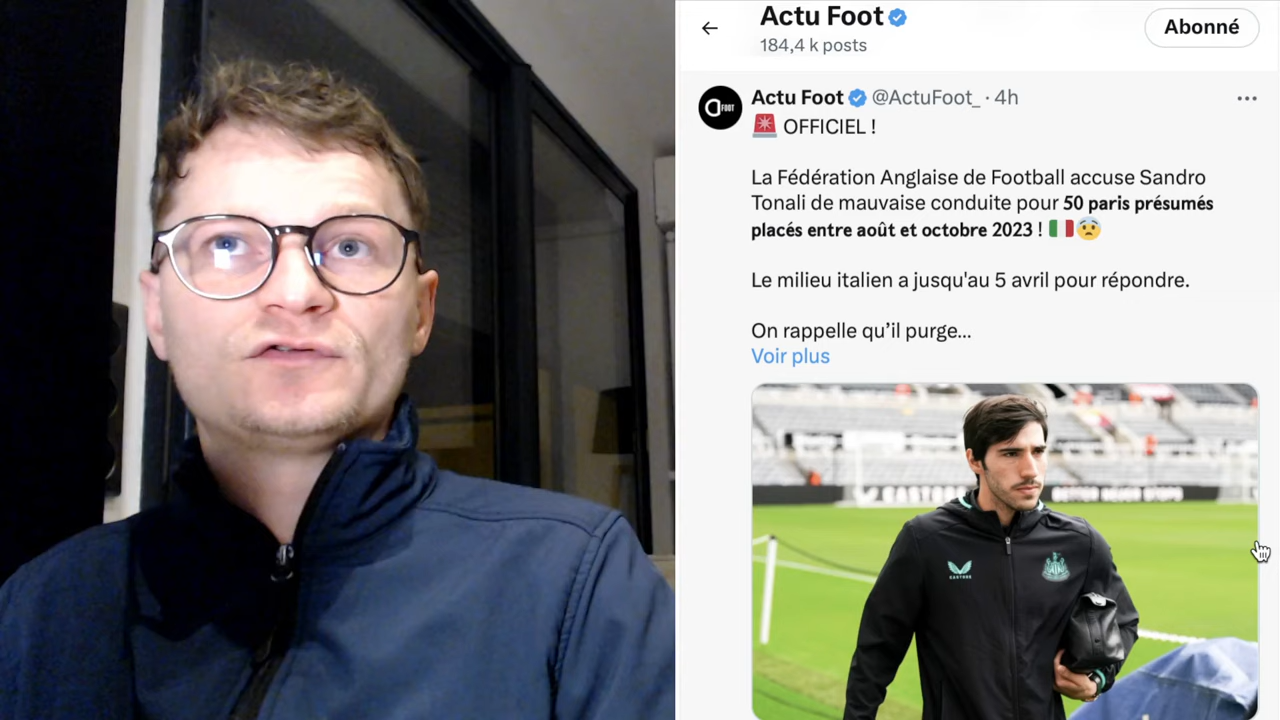 Actu Foot
184,4 k posts
Abonné
Actu Foot @ActuFoot_ · 4h
FOOT
🚨 OFFICIEL !
La Fédération Anglaise de Football accuse Sandro
Tonali de mauvaise conduite pour 50 paris présumés
placés entre août et octobre 2023 ! 🇮🇹😨
Le milieu italien a jusqu'au 5 avril pour répondre.
On rappelle qu’il purge...
Voir plus
CASTORE